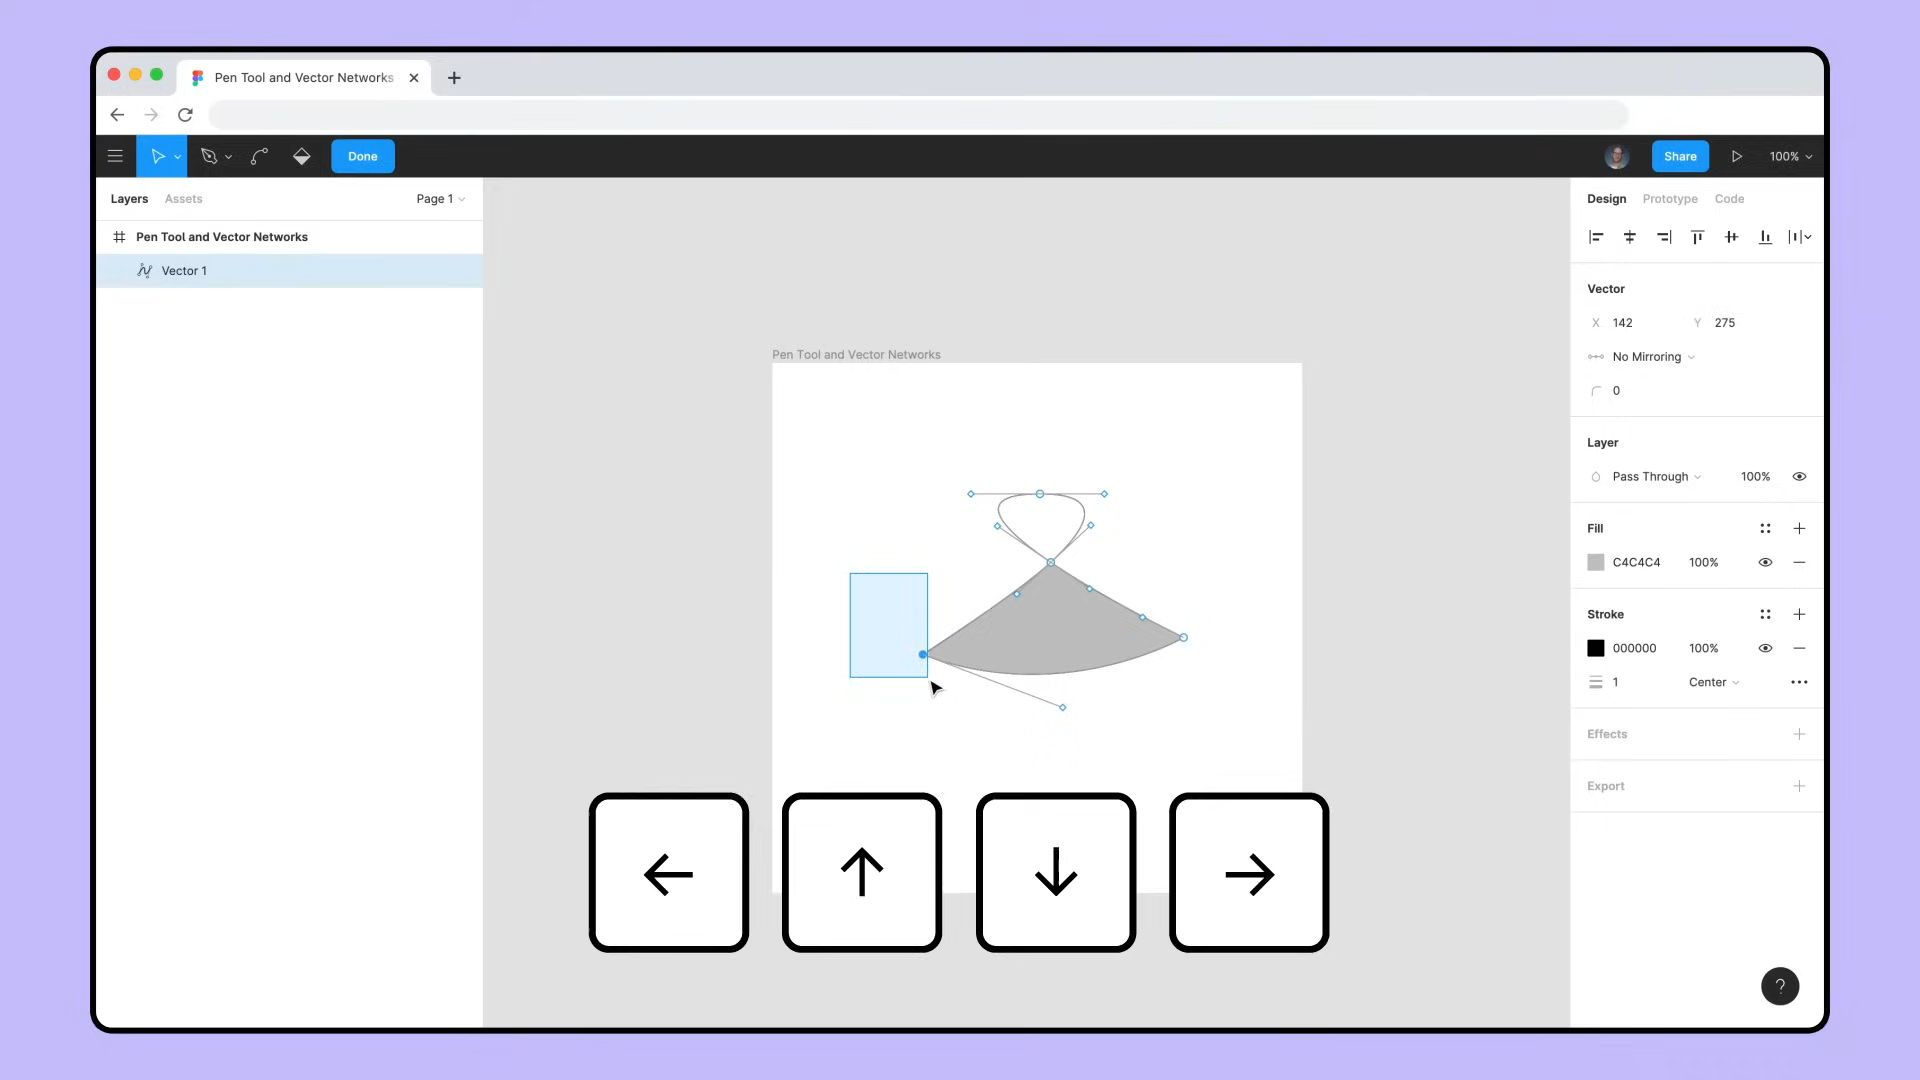 Pen Tool and Vector Networks
Done
Share
100%
Layers
Assets
Page 1
Design
Prototype
Code
Pen Tool and Vector Networks
Vector 1
Vector
X 142
Y 275
No Mirroring
0
Pen Tool and Vector Networks
Layer
Pass Through
100%
Fill
C4C4C4
100%
Stroke
000000
100%
1
Center
Effects
Export
?